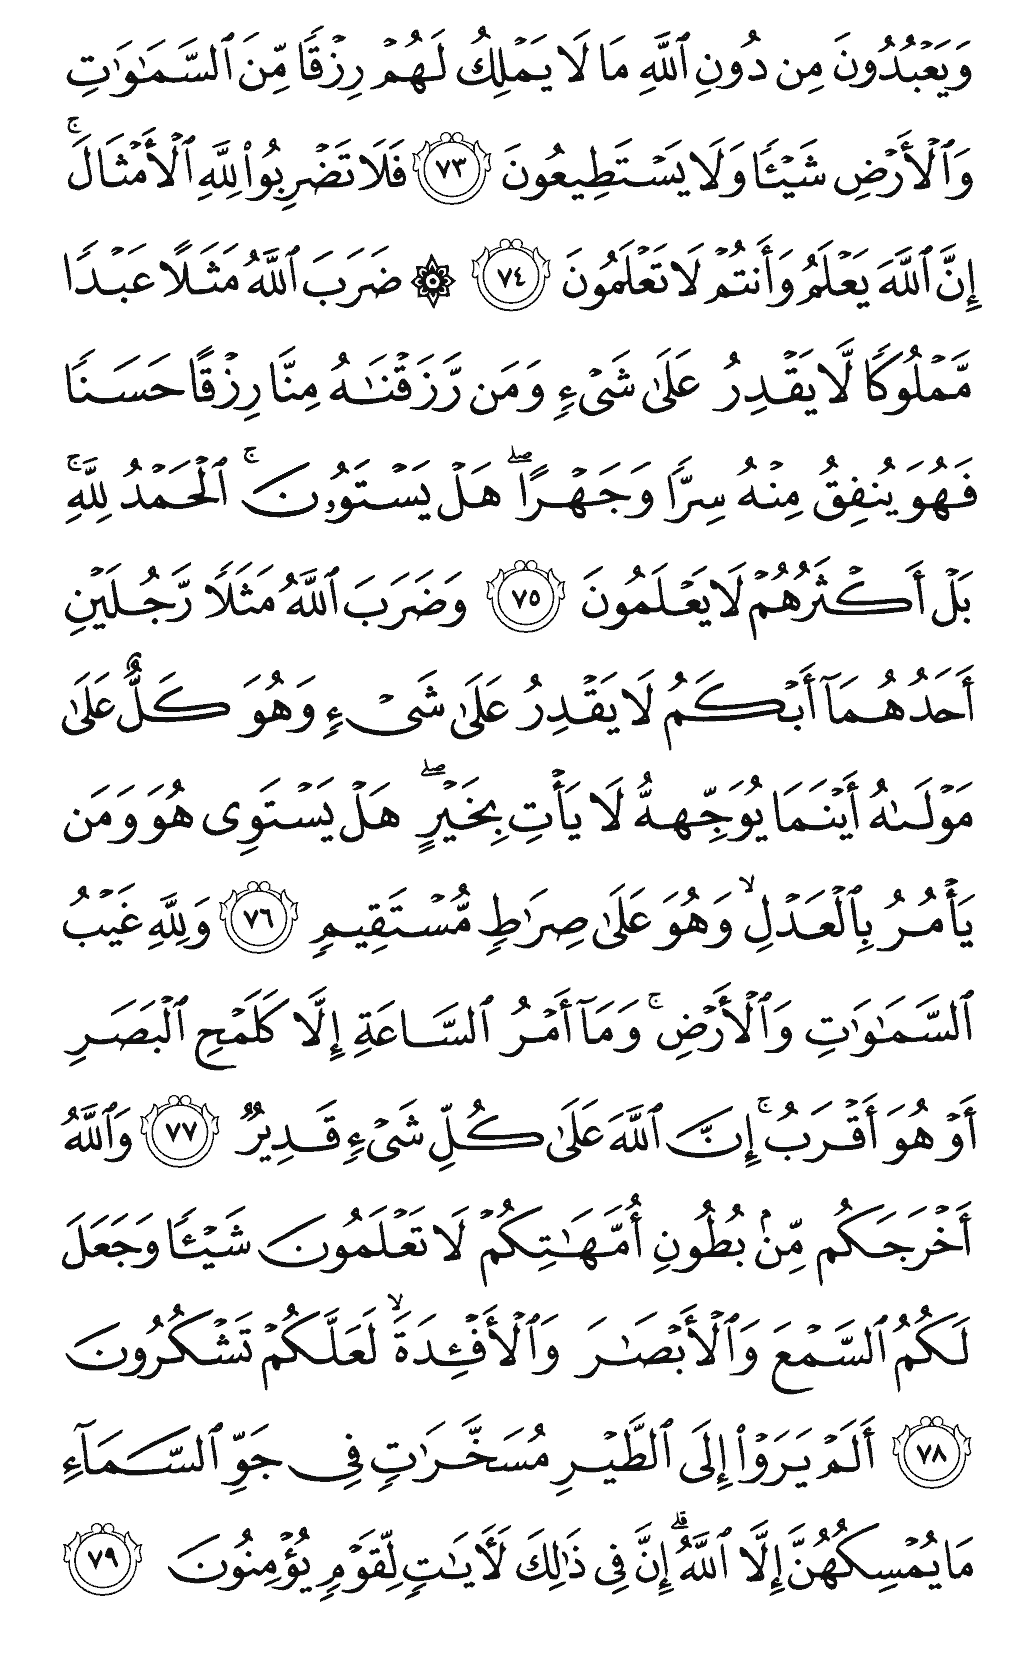 وَيَعۡبُدُونَ مِن دُونِ ٱللَّهِ مَا لَا يَمۡلِكُ لَهُمۡ رِزۡقٗا مِّنَ ٱلسَّمَٰوَٰتِ
وَٱلۡأَرۡضِ شَيۡـٔٗا وَلَا يَسۡتَطِيعُونَ ٧٣ فَلَا تَضۡرِبُواْ لِلَّهِ ٱلۡأَمۡثَالَۚ
إِنَّ ٱللَّهَ يَعۡلَمُ وَأَنتُمۡ لَا تَعۡلَمُونَ ٧٤ ۞ ضَرَبَ ٱللَّهُ مَثَلًا عَبۡدٗا
مَّمۡلُوكٗا لَّا يَقۡدِرُ عَلَىٰ شَيۡءٖ وَمَن رَّزَقۡنَٰهُ مِنَّا رِزۡقًا حَسَنٗا
فَهُوَ يُنفِقُ مِنۡهُ سِرّٗا وَجَهۡرًاۖ هَلۡ يَسۡتَوُۥنَۚ ٱلۡحَمۡدُ لِلَّهِۚ
بَلۡ أَكۡثَرُهُمۡ لَا يَعۡلَمُونَ ٧٥ وَضَرَبَ ٱللَّهُ مَثَلٗا رَّجُلَيۡنِ
أَحَدُهُمَآ أَبۡكَمُ لَا يَقۡدِرُ عَلَىٰ شَيۡءٖ وَهُوَ كَلٌّ عَلَىٰ
مَوۡلَىٰهُ أَيۡنَمَا يُوَجِّههُّ لَا يَأۡتِ بِخَيۡرٍۖ هَلۡ يَسۡتَوِي هُوَ وَمَن
يَأۡمُرُ بِٱلۡعَدۡلِۙ وَهُوَ عَلَىٰ صِرَٰطٖ مُّسۡتَقِيمٖ ٧٦ وَلِلَّهِ غَيۡبُ
ٱلسَّمَٰوَٰتِ وَٱلۡأَرۡضِۚ وَمَآ أَمۡرُ ٱلسَّاعَةِ إِلَّا كَلَمۡحِ ٱلۡبَصَرِ
أَوۡ هُوَ أَقۡرَبُۚ إِنَّ ٱللَّهَ عَلَىٰ كُلِّ شَيۡءٖ قَدِيرٞ ٧٧ وَٱللَّهُ
أَخۡرَجَكُم مِّنۢ بُطُونِ أُمَّهَٰتِكُمۡ لَا تَعۡلَمُونَ شَيۡـٔٗا وَجَعَلَ
لَكُمُ ٱلسَّمۡعَ وَٱلۡأَبۡصَٰرَ وَٱلۡأَفۡـِٔدَةَۙ لَعَلَّكُمۡ تَشۡكُرُونَ
٧٨ أَلَمۡ يَرَوۡاْ إِلَى ٱلطَّيۡرِ مُسَخَّرَٰتٖ فِي جَوِّ ٱلسَّمَآءِ
مَا يُمۡسِكُهُنَّ إِلَّا ٱللَّهُۗ إِنَّ فِي ذَٰلِكَ لَأٓيَٰتٖ لِّقَوۡمٖ يُؤۡمِنُونَ ٧٩